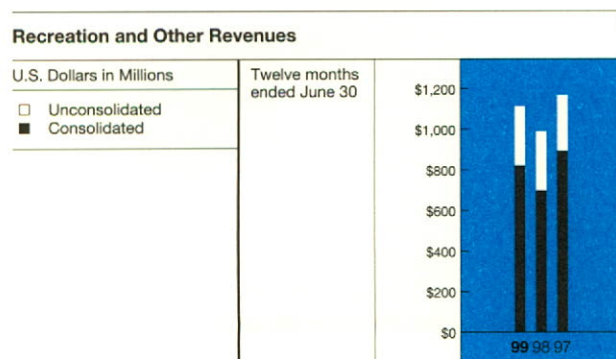 Recreation and Other Revenues
U.S. Dollars in Millions
Unconsolidated
Consolidated
Twelve months
ended June 30
$1,200
$1,000
$800
$600
$400
$200
$0
99 98 97